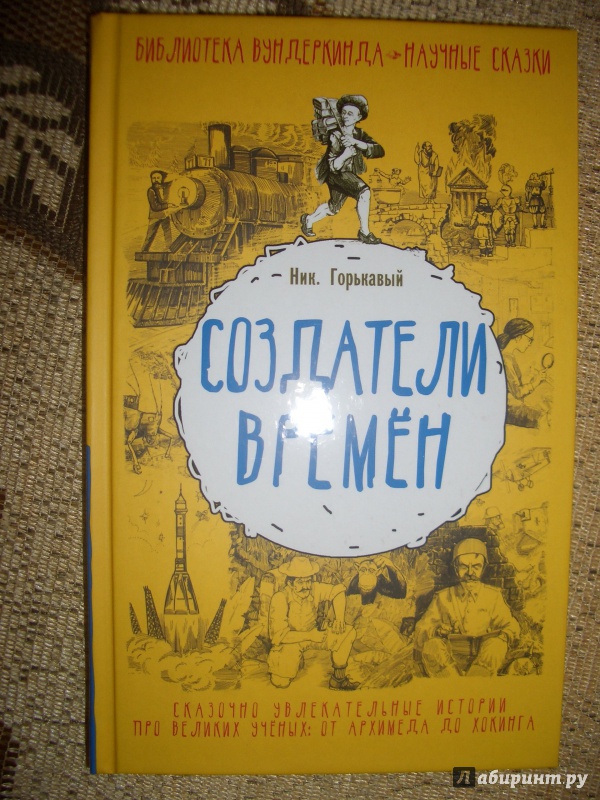 БИБЛИОТЕКА ВУНДЕРКИНДА → НАУЧНЫЕ СКАЗКИ
Ник. Горькавый
СОЗДАТЕЛИ
ВРЕМЁН
СКАЗОЧНО УВЛЕКАТЕЛЬНЫЕ ИСТОРИИ
ПРО ВЕЛИКИХ УЧЁНЫХ: ОТ АРХИМЕДА ДО ХОКИНГА
Лабиринт.ру